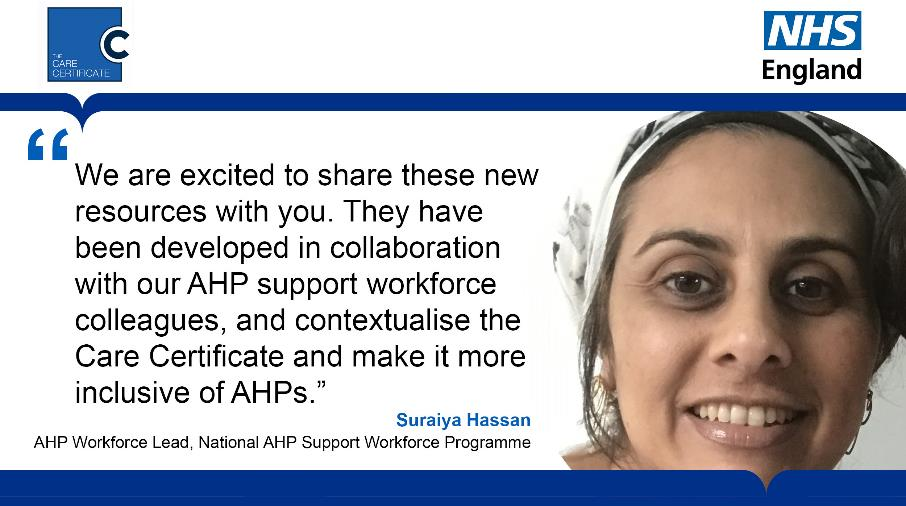 THE
CARE
CERTIFICATE
C
NHS
England
“
We are excited to share these new
resources with you. They have
been developed in collaboration
with our AHP support workforce
colleagues, and contextualise the
Care Certificate and make it more
inclusive of AHPs.”
Suraiya Hassan
AHP Workforce Lead, National AHP Support Workforce Programme